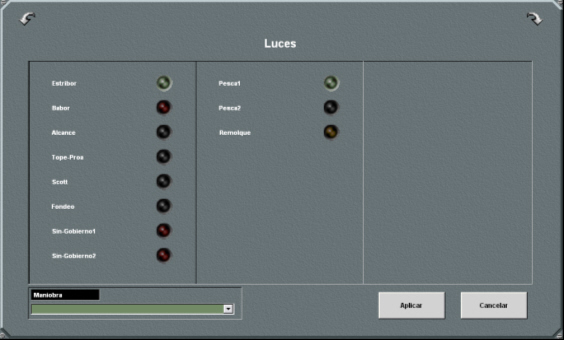 Luces
Estribor
Babor
Alcance
Tope-Proa
Scott
Fondeo
Sin-Gobierno1
Sin-Gobierno2
Pesca1
Pesca2
Remolque
Maniobra
Aplicar
Cancelar